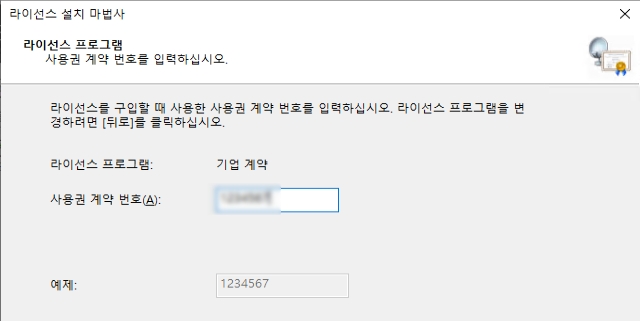 라이선스 설치 마법사
라이선스 프로그램
사용권 계약 번호를 입력하십시오.
라이선스를 구입할 때 사용한 사용권 계약 번호를 입력하십시오. 라이선스 프로그램을 변
경하려면 [뒤로]를 클릭하십시오.
라이선스 프로그램: 기업 계약
사용권 계약 번호(A):
예제: 1234567